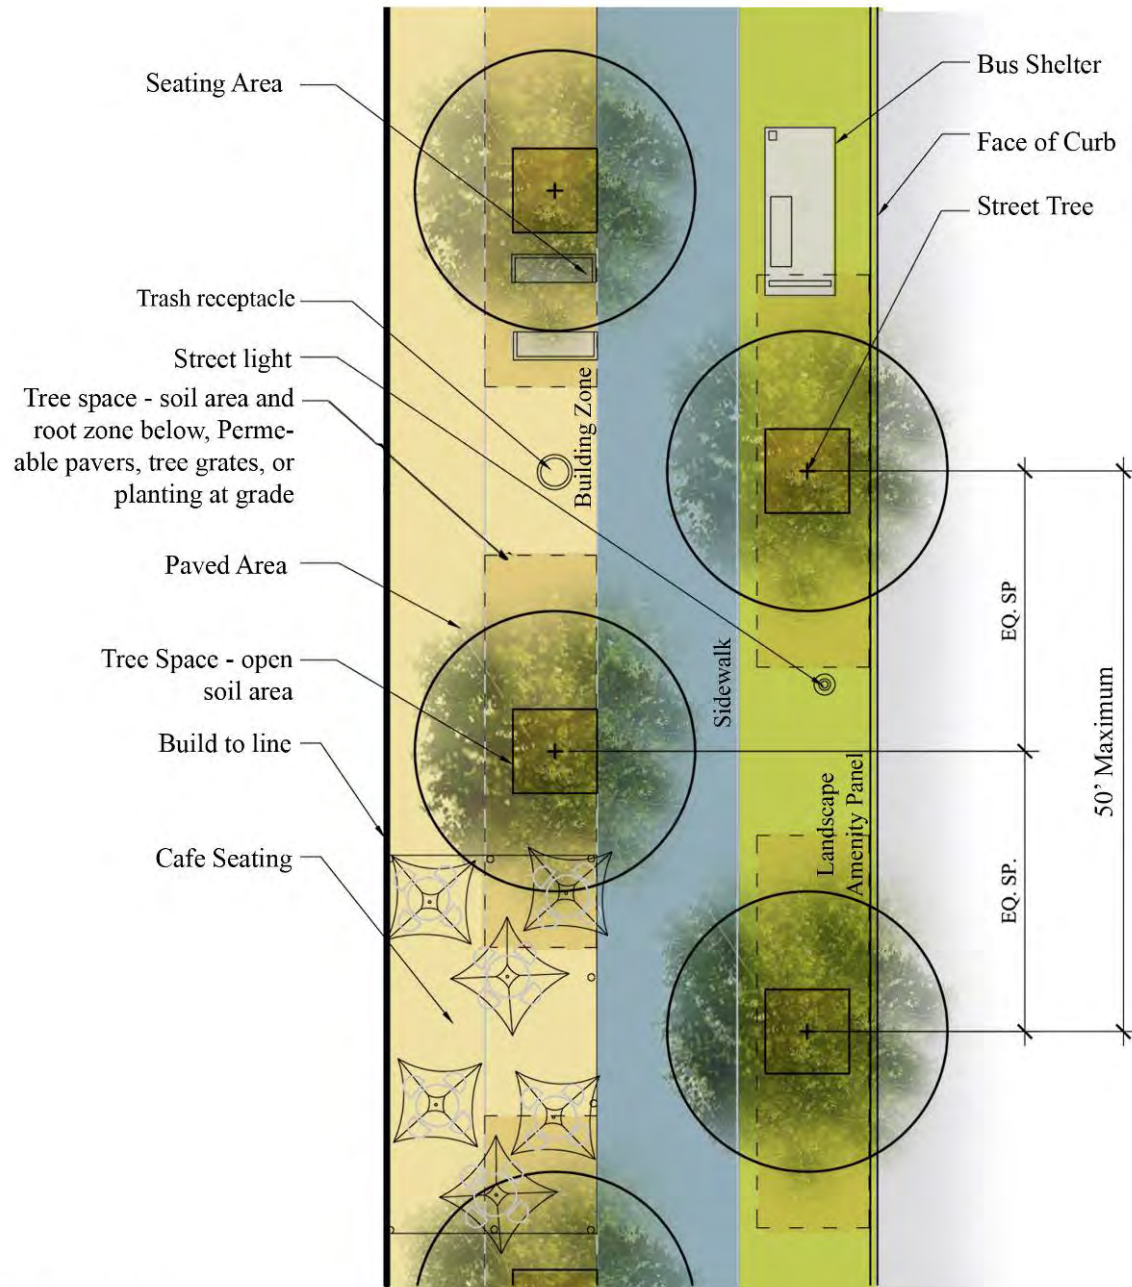 Seating Area
Bus Shelter
Face of Curb
Street Tree
Trash receptacle
Street light
Tree space - soil area and
root zone below, Perme-
able pavers, tree grates, or
planting at grade
Building Zone
Paved Area
Tree Space - open
soil area
Build to line
Cafe Seating
Sidewalk
Landscape
Amenity Panel
EQ. SP
EQ. SP.
50' Maximum